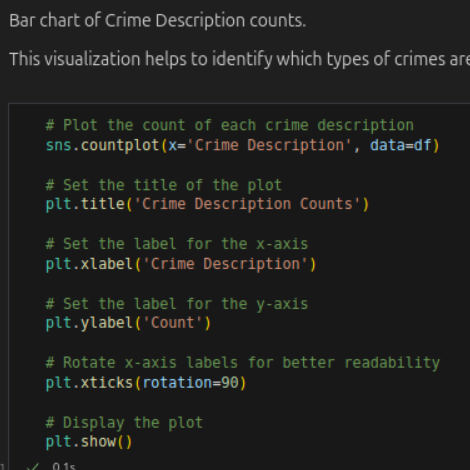 Bar chart of Crime Description counts.
This visualization helps to identify which types of crimes are
# Plot the count of each crime description
sns.countplot(x='Crime Description', data=df)
# Set the title of the plot
plt.title('Crime Description Counts')
# Set the label for the x-axis
plt.xlabel('Crime Description')
# Set the label for the y-axis
plt.ylabel('Count')
# Rotate x-axis labels for better readability
plt.xticks(rotation=90)
# Display the plot
plt.show()
0.1s